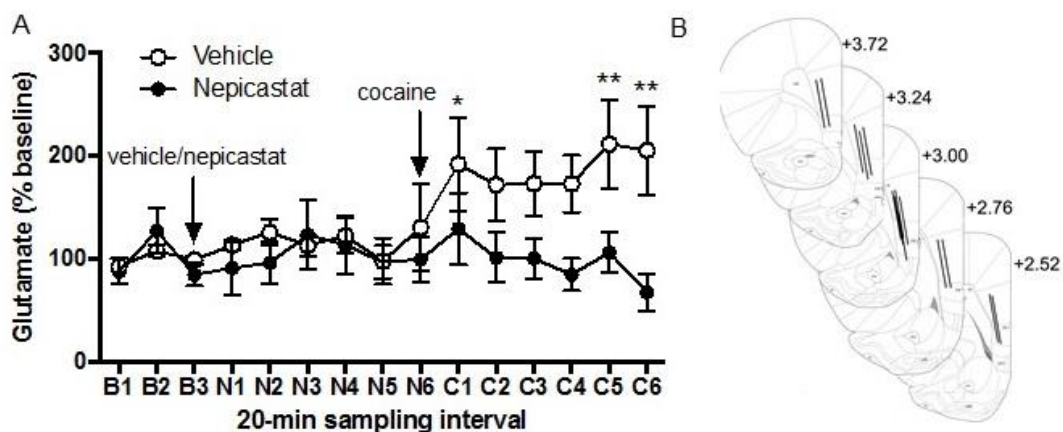 A
B
300
200
100
0
Glutamate (% baseline)
Vehicle
Nepicastat
vehicle/nepicastat
cocaine
*
**
**
B1 B2 B3 N1 N2 N3 N4 N5 N6 C1 C2 C3 C4 C5 C6
20-min sampling interval
+3.72
+3.24
+3.00
+2.76
+2.52